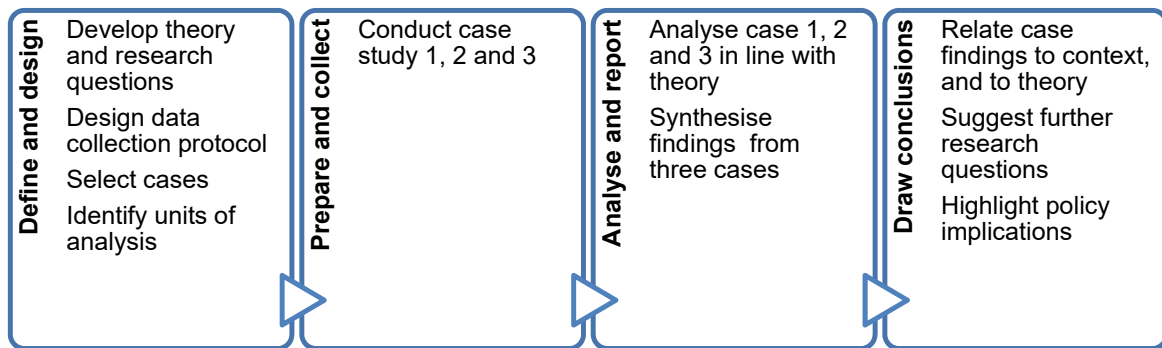 Define and design
Develop theory
and research
questions
Design data
collection protocol
Select cases
Identify units of
analysis
Prepare and collect
Conduct case
study 1, 2 and 3
Analyse and report
Analyse case 1, 2
and 3 in line with
theory
Synthesise
findings  from
three cases
Draw conclusions
Relate case
findings to context,
and to theory
Suggest further
research
questions
Highlight policy
implications